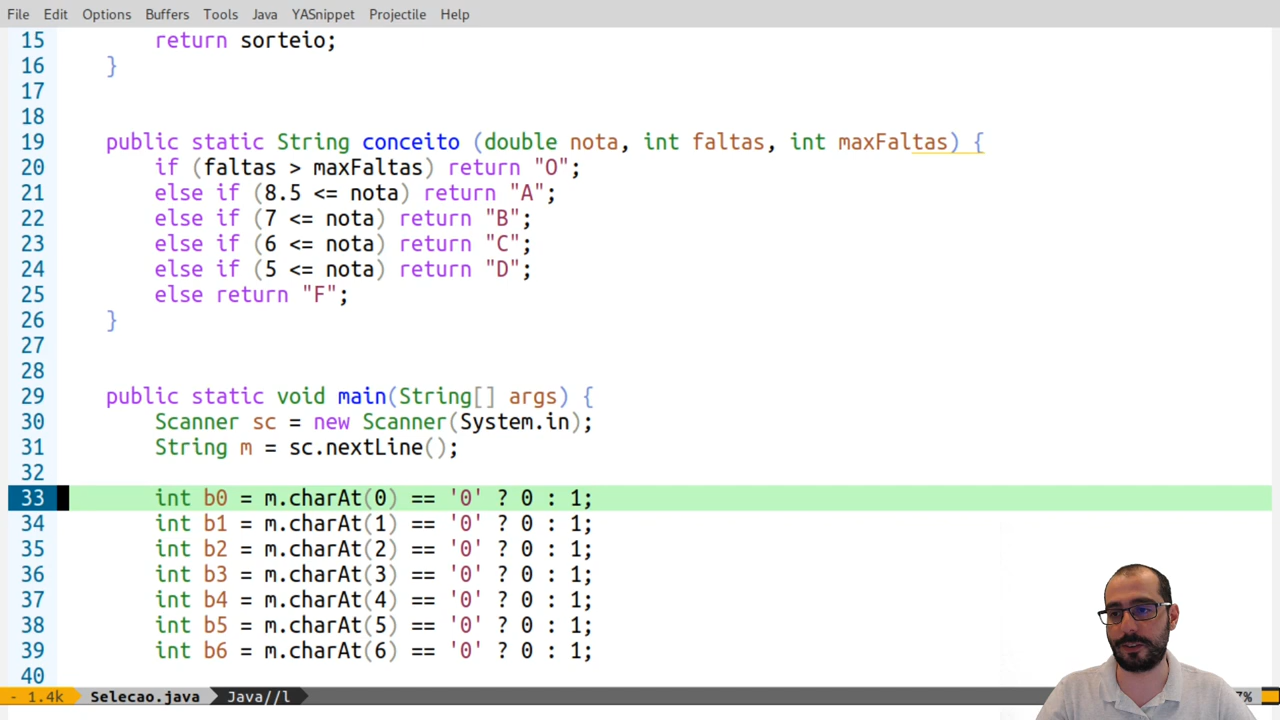 File Edit Options Buffers Tools Java YASnippet Projectile Help
15 return sorteio;
16 }
17
18
19 public static String conceito (double nota, int faltas, int maxFaltas) {
20 if (faltas > maxFaltas) return "O";
21 else if (8.5 <= nota) return "A";
22 else if (7 <= nota) return "B";
23 else if (6 <= nota) return "C";
24 else if (5 <= nota) return "D";
25 else return "F";
26 }
27
28
29 public static void main(String[] args) {
30 Scanner sc = new Scanner(System.in);
31 String m = sc.nextLine();
32
33 int b0 = m.charAt(0) == '0' ? 0 : 1;
34 int b1 = m.charAt(1) == '0' ? 0 : 1;
35 int b2 = m.charAt(2) == '0' ? 0 : 1;
36 int b3 = m.charAt(3) == '0' ? 0 : 1;
37 int b4 = m.charAt(4) == '0' ? 0 : 1;
38 int b5 = m.charAt(5) == '0' ? 0 : 1;
39 int b6 = m.charAt(6) == '0' ? 0 : 1;
40
- 1.4k Selecao.java Java//l